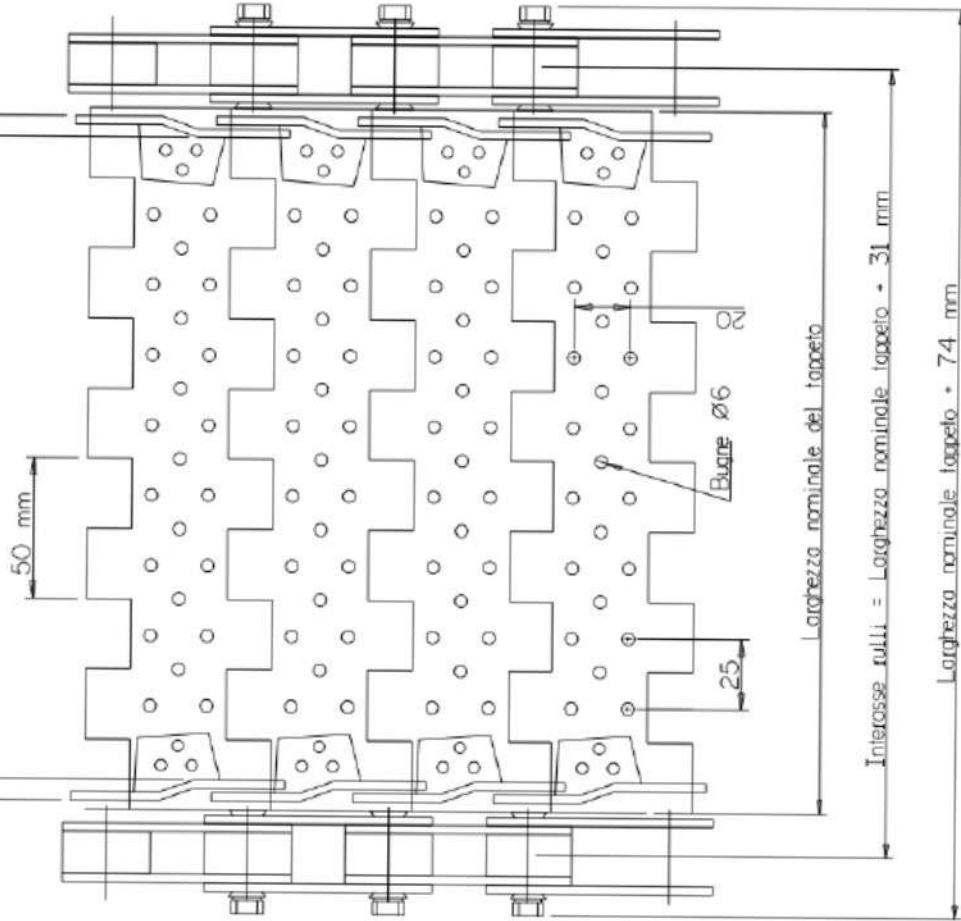 50 mm
20
Bugne Ø6
25
Larghezza nominale del tappeto
Interasse rulli = Larghezza nominale tappeto + 31 mm
Larghezza nominale tappeto + 74 mm